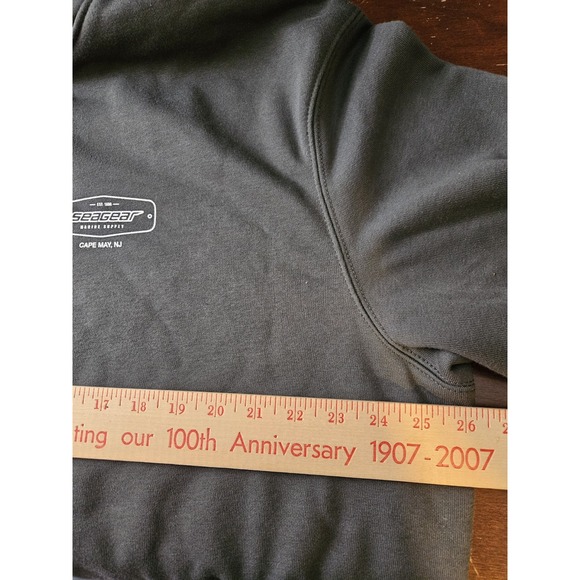 EST. 1980
SEAGEAR
MARINE SUPPLY
CAPE MAY, NJ
17 18 19 20 21 22 23 24 25 26
ting our 100th Anniversary 1907-2007